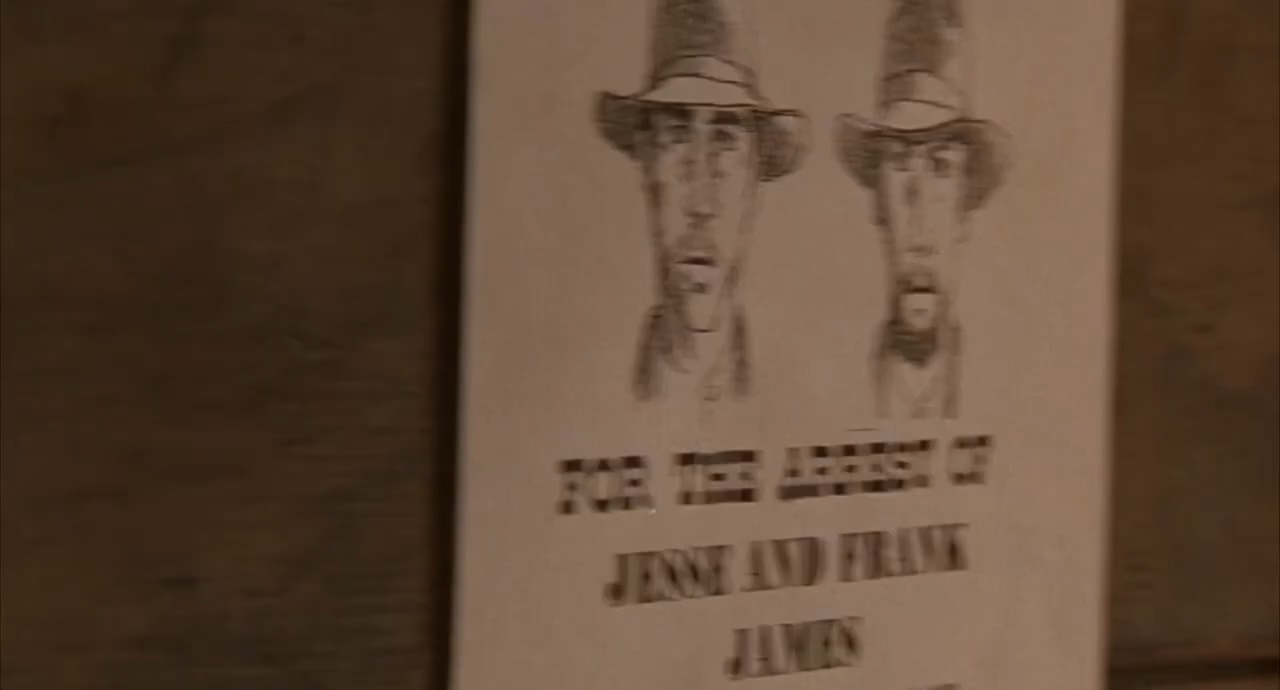 FOR THE ARREST OF
JESSE AND FRANK
JAMES